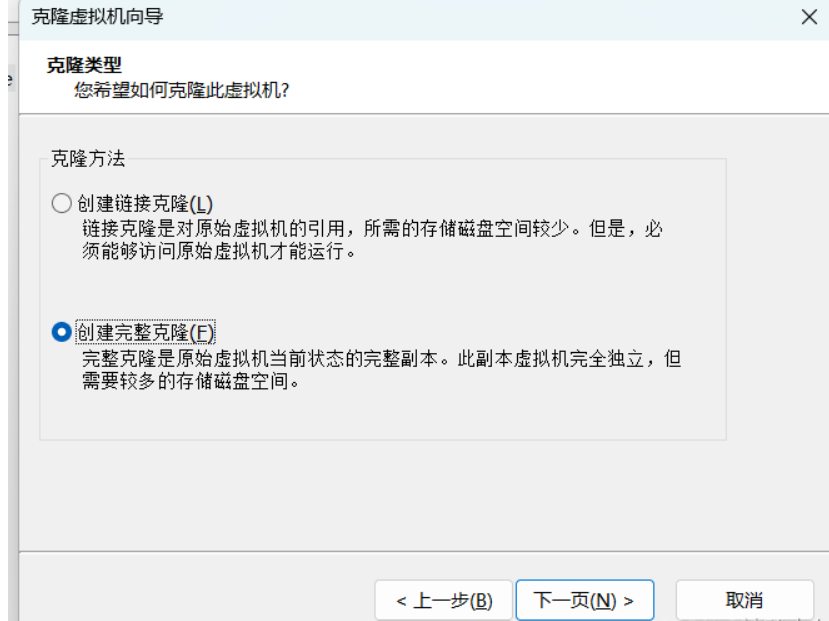 克隆虚拟机向导
克隆类型
您希望如何克隆此虚拟机?
克隆方法
创建链接克隆(L)
链接克隆是对原始虚拟机的引用，所需的存储磁盘空间较少。但是，必
须能够访问原始虚拟机才能运行。
创建完整克隆(F)
完整克隆是原始虚拟机当前状态的完整副本。此副本虚拟机完全独立，但
需要较多的存储磁盘空间。
< 上一步(B) 下一页(N) > 取消